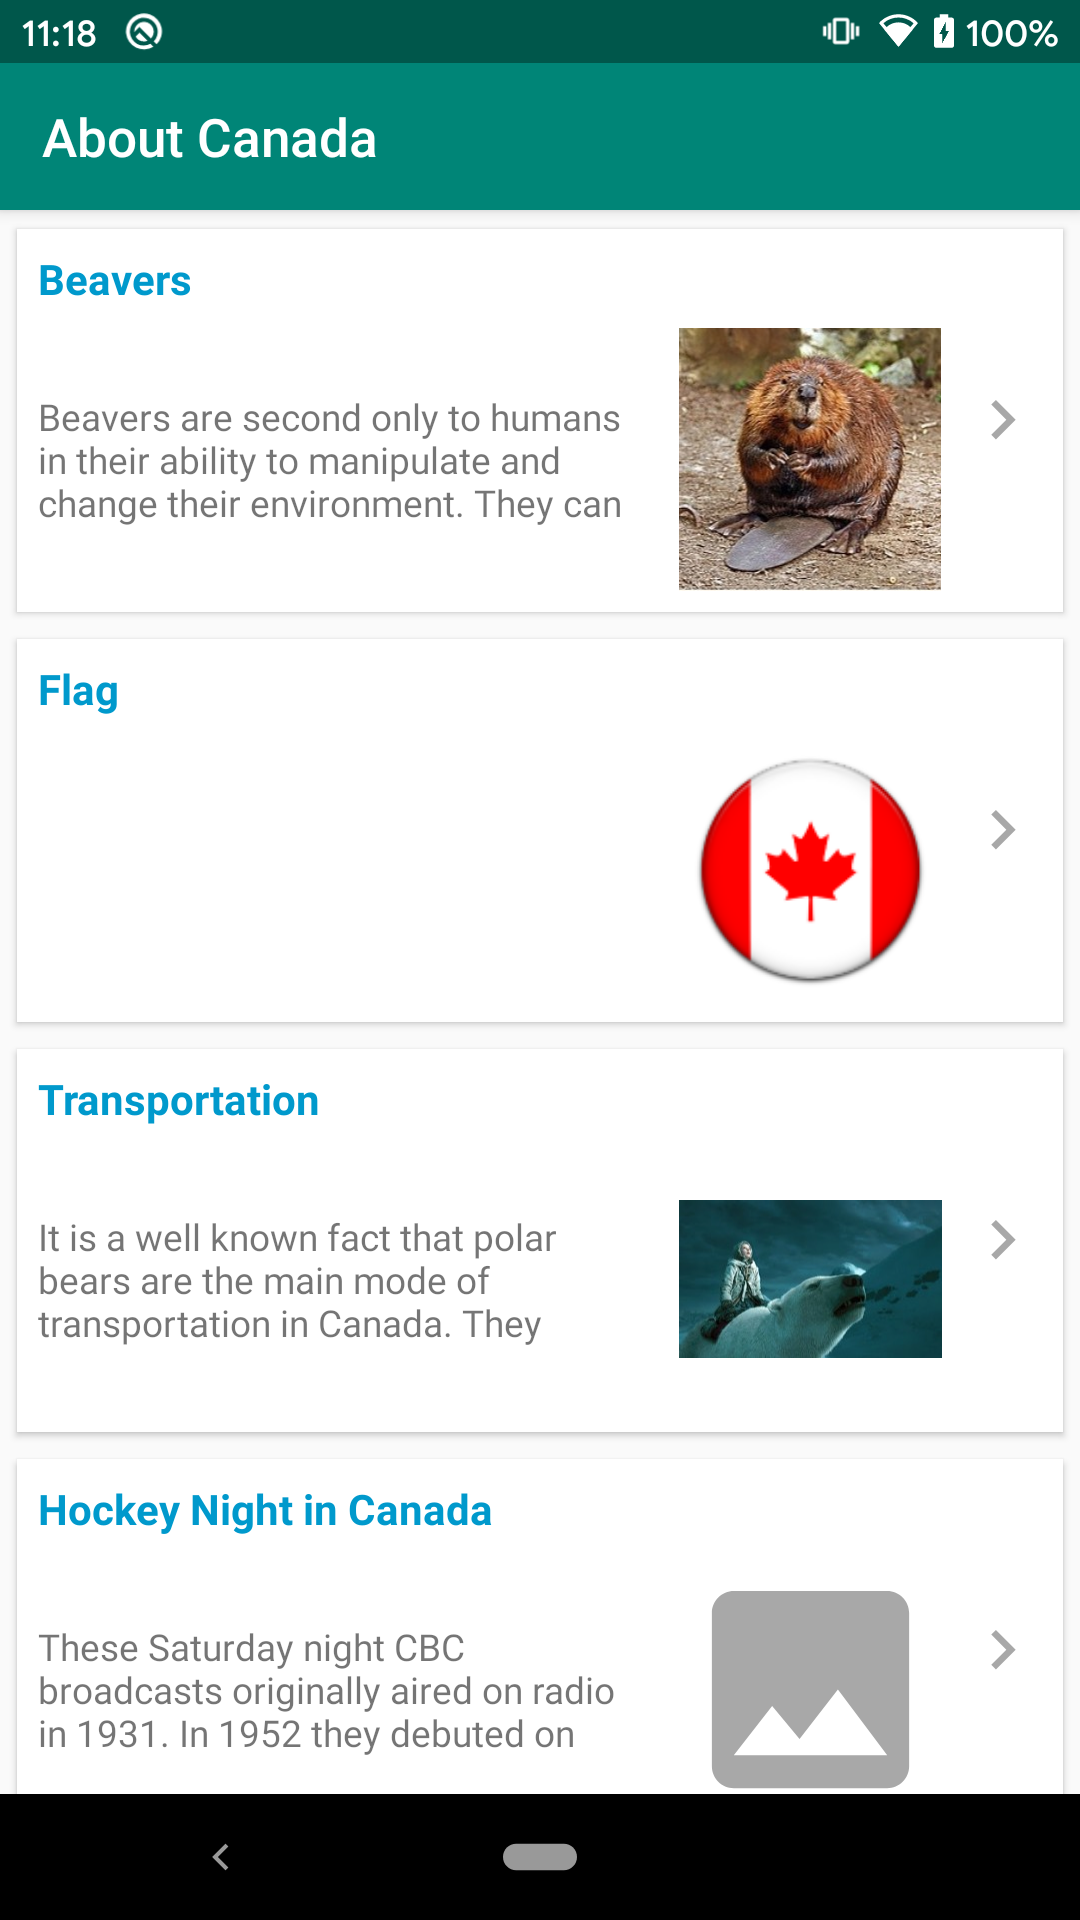 11:18
100%
About Canada
Beavers
Beavers are second only to humans
in their ability to manipulate and
change their environment. They can
Flag
Transportation
It is a well known fact that polar
bears are the main mode of
transportation in Canada. They
Hockey Night in Canada
These Saturday night CBC
broadcasts originally aired on radio
in 1931. In 1952 they debuted on